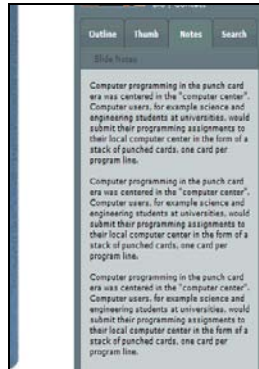 Outline Thumb Notes Search
Slide Notes
Computer programming in the punch card
era was centered in the "computer center".
Computer users, for example science and
engineering students at universities, would
submit their programming assignments to
their local computer center in the form of a
stack of punched cards, one card per
program line.
Computer programming in the punch card
era was centered in the "computer center".
Computer users, for example science and
engineering students at universities, would
submit their programming assignments to
their local computer center in the form of a
stack of punched cards, one card per
program line.
Computer programming in the punch card
era was centered in the "computer center".
Computer users, for example science and
engineering students at universities, would
submit their programming assignments to
their local computer center in the form of a
stack of punched cards, one card per
program line.